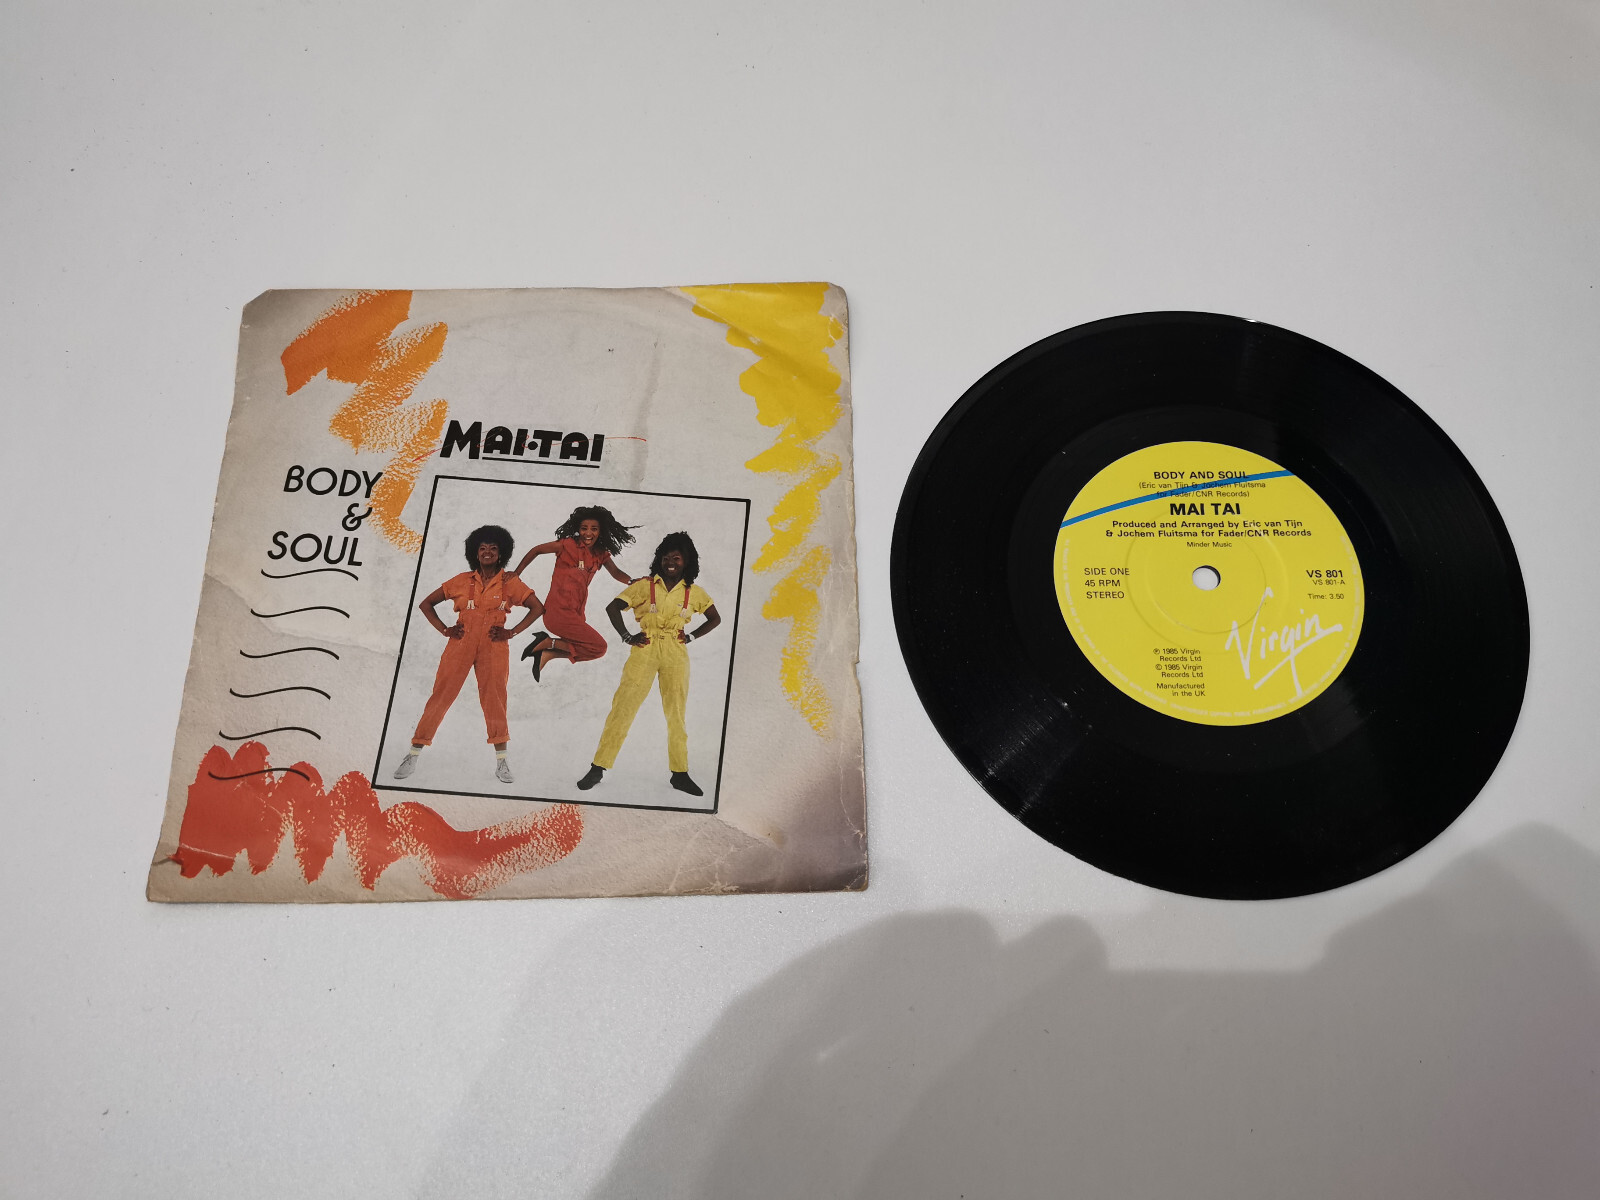 MAI·TAI
BODY
&
SOUL
BODY AND SOUL
(Eric van Tijn & Jochem Fluitsma
for Fader/CNR Records)
MAI TAI
Produced and Arranged by Eric van Tijn
& Jochem Fluitsma for Fader/CNR Records
Minder Music
SIDE ONE
45 RPM
STEREO
VS 801
VS 801-A
Time: 3.50
Virgin
℗ 1985 Virgin
Records Ltd
© 1985 Virgin
Records Ltd
Manufactured
in the UK